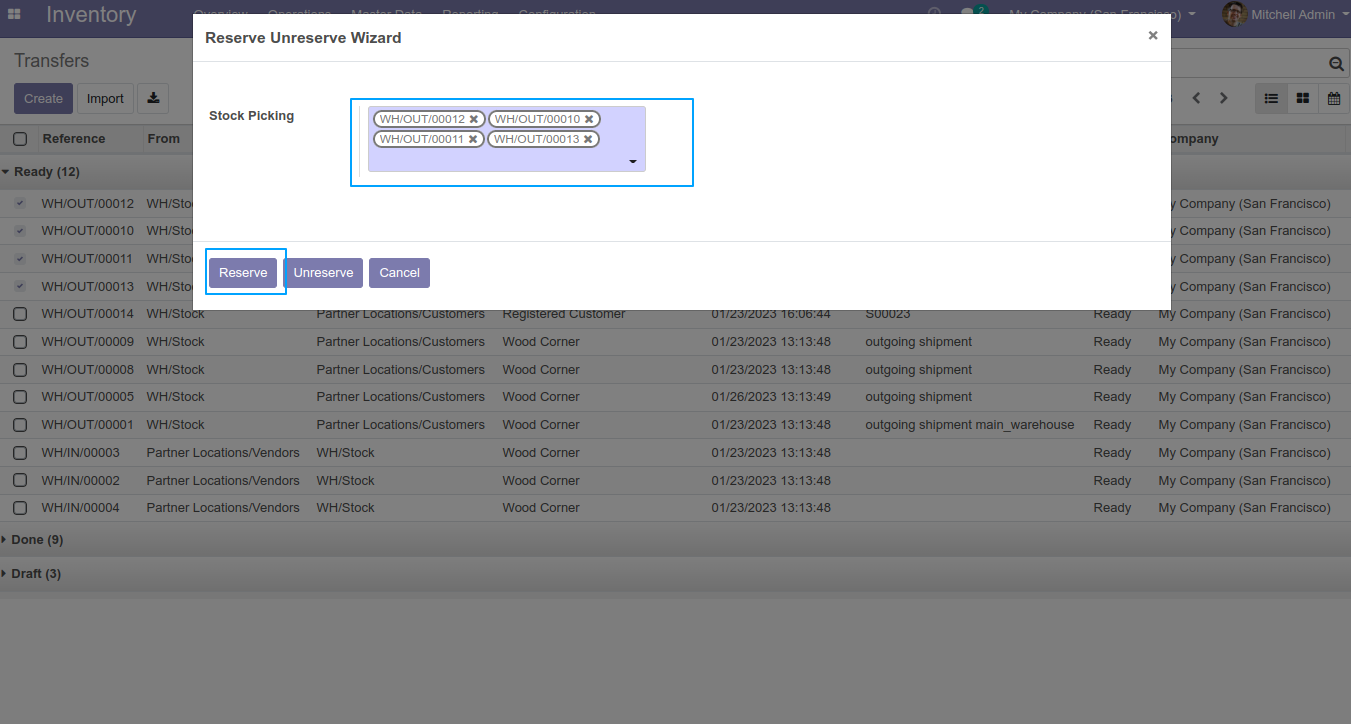 Inventory Overview Operations Master Data Reporting Configuration 2 My Company (San Francisco) Mitchell Admin
Reserve Unreserve Wizard ×
Transfers
Create Import
Stock Picking
WH/OUT/00012 ✖ WH/OUT/00010 ✖
WH/OUT/00011 ✖ WH/OUT/00013 ✖
Reference From ompany
Ready (12)
WH/OUT/00012 WH/Sto y Company (San Francisco)
WH/OUT/00010 WH/Sto y Company (San Francisco)
WH/OUT/00011 WH/Sto y Company (San Francisco)
WH/OUT/00013 WH/Sto y Company (San Francisco)
Reserve Unreserve Cancel
WH/OUT/00014 WH/Stock Partner Locations/Customers Registered Customer 01/23/2023 16:06:44 S00023 Ready My Company (San Francisco)
WH/OUT/00009 WH/Stock Partner Locations/Customers Wood Corner 01/23/2023 13:13:48 outgoing shipment Ready My Company (San Francisco)
WH/OUT/00008 WH/Stock Partner Locations/Customers Wood Corner 01/23/2023 13:13:48 outgoing shipment Ready My Company (San Francisco)
WH/OUT/00005 WH/Stock Partner Locations/Customers Wood Corner 01/26/2023 13:13:49 outgoing shipment Ready My Company (San Francisco)
WH/OUT/00001 WH/Stock Partner Locations/Customers Wood Corner 01/23/2023 13:13:48 outgoing shipment main_warehouse Ready My Company (San Francisco)
WH/IN/00003 Partner Locations/Vendors WH/Stock Wood Corner 01/23/2023 13:13:48 Ready My Company (San Francisco)
WH/IN/00002 Partner Locations/Vendors WH/Stock Wood Corner 01/23/2023 13:13:48 Ready My Company (San Francisco)
WH/IN/00004 Partner Locations/Vendors WH/Stock Wood Corner 01/23/2023 13:13:48 Ready My Company (San Francisco)
Done (9)
Draft (3)